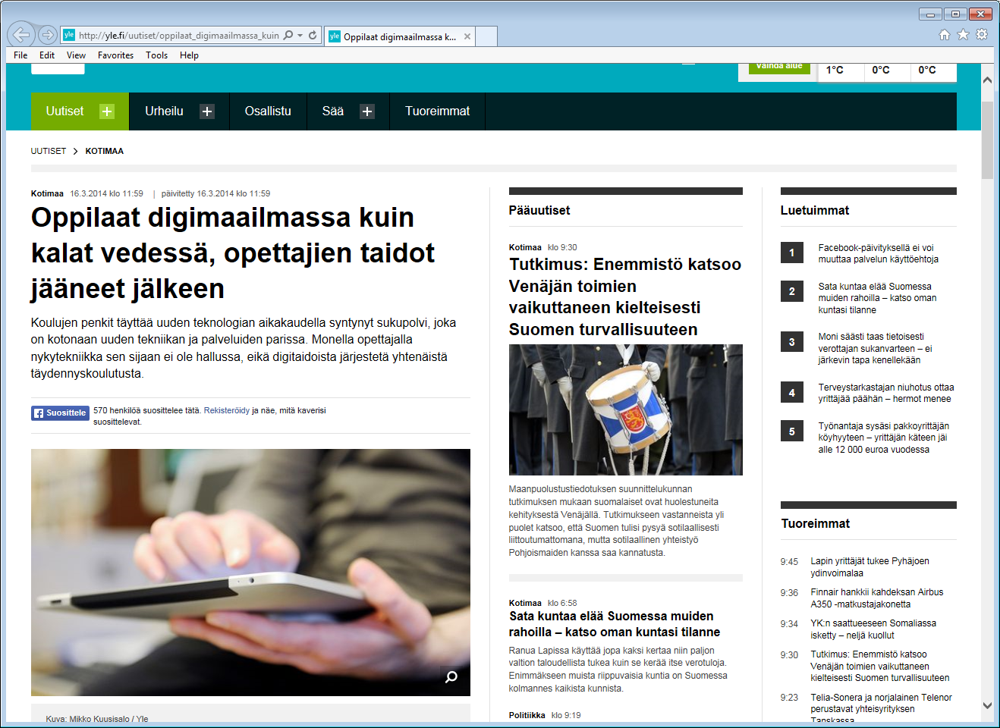 yle
http://yle.fi/uutiset/oppilaat_digimaailmassa_kuin
yle
Oppilaat digimaailmassa k...
File Edit View Favorites Tools Help
Vaihda alue
1°C 0°C 0°C
Uutiset + Urheilu + Osallistu Sää + Tuoreimmat
UUTISET > KOTIMAA
Kotimaa 16.3.2014 klo 11:59 | päivitetty 16.3.2014 klo 11:59
Oppilaat digimaailmassa kuin
kalat vedessä, opettajien taidot
jääneet jälkeen
Koulujen penkit täyttää uuden teknologian aikakaudella syntynyt sukupolvi, joka
on kotonaan uuden tekniikan ja palveluiden parissa. Monella opettajalla
nykytekniikka sen sijaan ei ole hallussa, eikä digitaidoista järjestetä yhtenäistä
täydennyskoulutusta.
Suosittele
570 henkilöä suosittelee tätä. Rekisteröidy ja näe, mitä kaverisi
suosittelevat.
Kuva: Mikko Kuusisalo / Yle
Pääuutiset
Kotimaa klo 9:30
Tutkimus: Enemmistö katsoo
Venäjän toimien
vaikuttaneen kielteisesti
Suomen turvallisuuteen
Maanpuolustustiedotuksen suunnittelukunnan
tutkimuksen mukaan suomalaiset ovat huolestuneita
kehityksestä Venäjällä. Tutkimukseen vastanneista yli
puolet katsoo, että Suomen tulisi pysyä sotilaallisesti
liittoutumattomana, mutta sotilaallinen yhteistyö
Pohjoismaiden kanssa saa kannatusta.
Kotimaa klo 6:58
Sata kuntaa elää Suomessa muiden
rahoilla – katso oman kuntasi tilanne
Ranua Lapissa käyttää jopa kaksi kertaa niin paljon
valtion taloudellista tukea kuin se kerää itse verotuloja.
Enimmäkseen muista riippuvaisia kuntia on Suomessa
kolmannes kaikista kunnista.
Politiikka klo 9:19
Luetuimmat
1 Facebook-päivityksellä ei voi
muuttaa palvelun käyttöehtoja
2 Sata kuntaa elää Suomessa
muiden rahoilla – katso oman
kuntasi tilanne
3 Moni säästi taas tietoisesti
verottajan sukanvarteen – ei
järkevin tapa kenellekään
4 Terveystarkastajan niuhotus ottaa
yrittäjää päähän – hermot menee
5 Työnantaja sysäsi pakkoyrittäjän
köyhyyteen – yrittäjän käteen jäi
alle 12 000 euroa vuodessa
Tuoreimmat
9:45 Lapin yrittäjät tukee Pyhäjoen
ydinvoimalaa
9:36 Finnair hankkii kahdeksan Airbus
A350 -matkustajakonetta
9:34 YK:n saattueeseen Somaliassa
isketty – neljä kuollut
9:30 Tutkimus: Enemmistö katsoo
Venäjän toimien vaikuttaneen
kielteisesti Suomen turvallisuuteen
9:23 Telia-Sonera ja norjalainen Telenor
perustavat yhteisyrityksen
Tanskassa